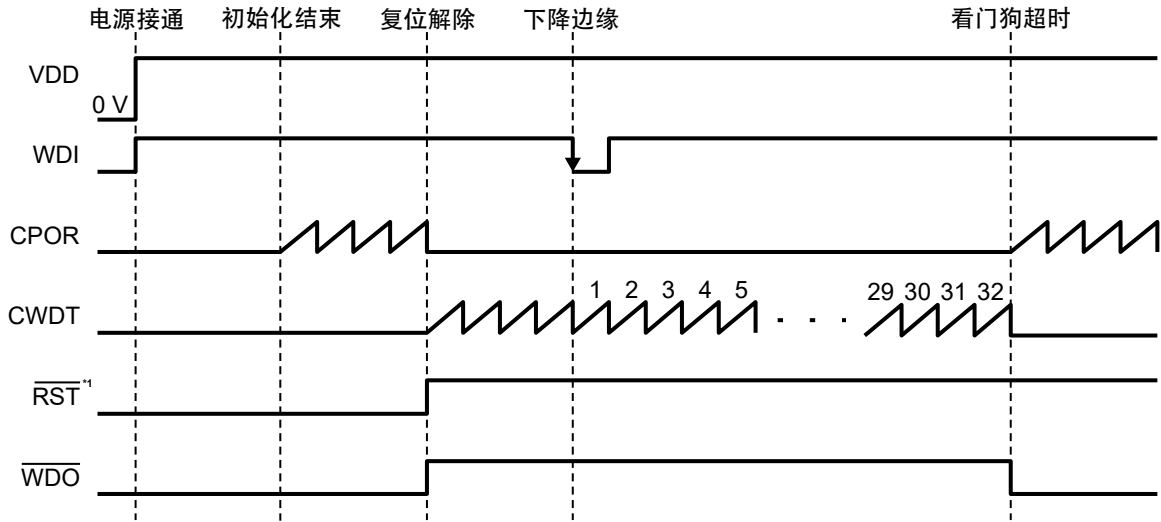 电源接通 初始化结束 复位解除 下降边缘 看门狗超时
VDD
0 V
WDI
CPOR
CWDT 1 2 3 4 5 · · · 29 30 31 32
RST*1
WDO